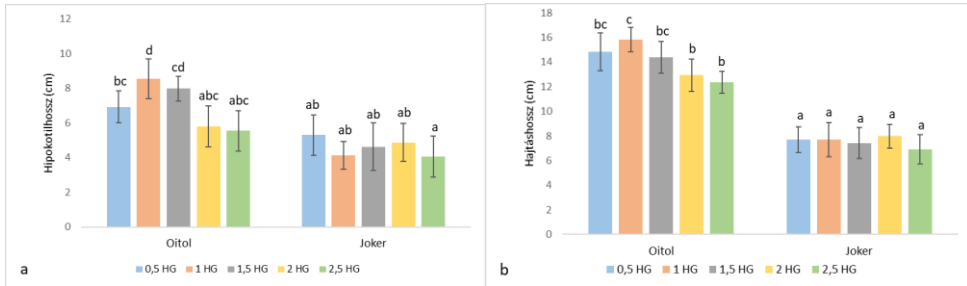 12
10
8
6
4
2
0
Hipokotilhossz (cm)
bc
d
cd
abc
abc
ab
ab
ab
ab
a
Oitol
Joker
0,5 HG 1 HG 1,5 HG 2 HG 2,5 HG
a
18
16
14
12
10
8
6
4
2
0
Hajtáshossz (cm)
bc
c
bc
b
b
a
a
a
a
a
Oitol
Joker
0,5 HG 1 HG 1,5 HG 2 HG 2,5 HG
b